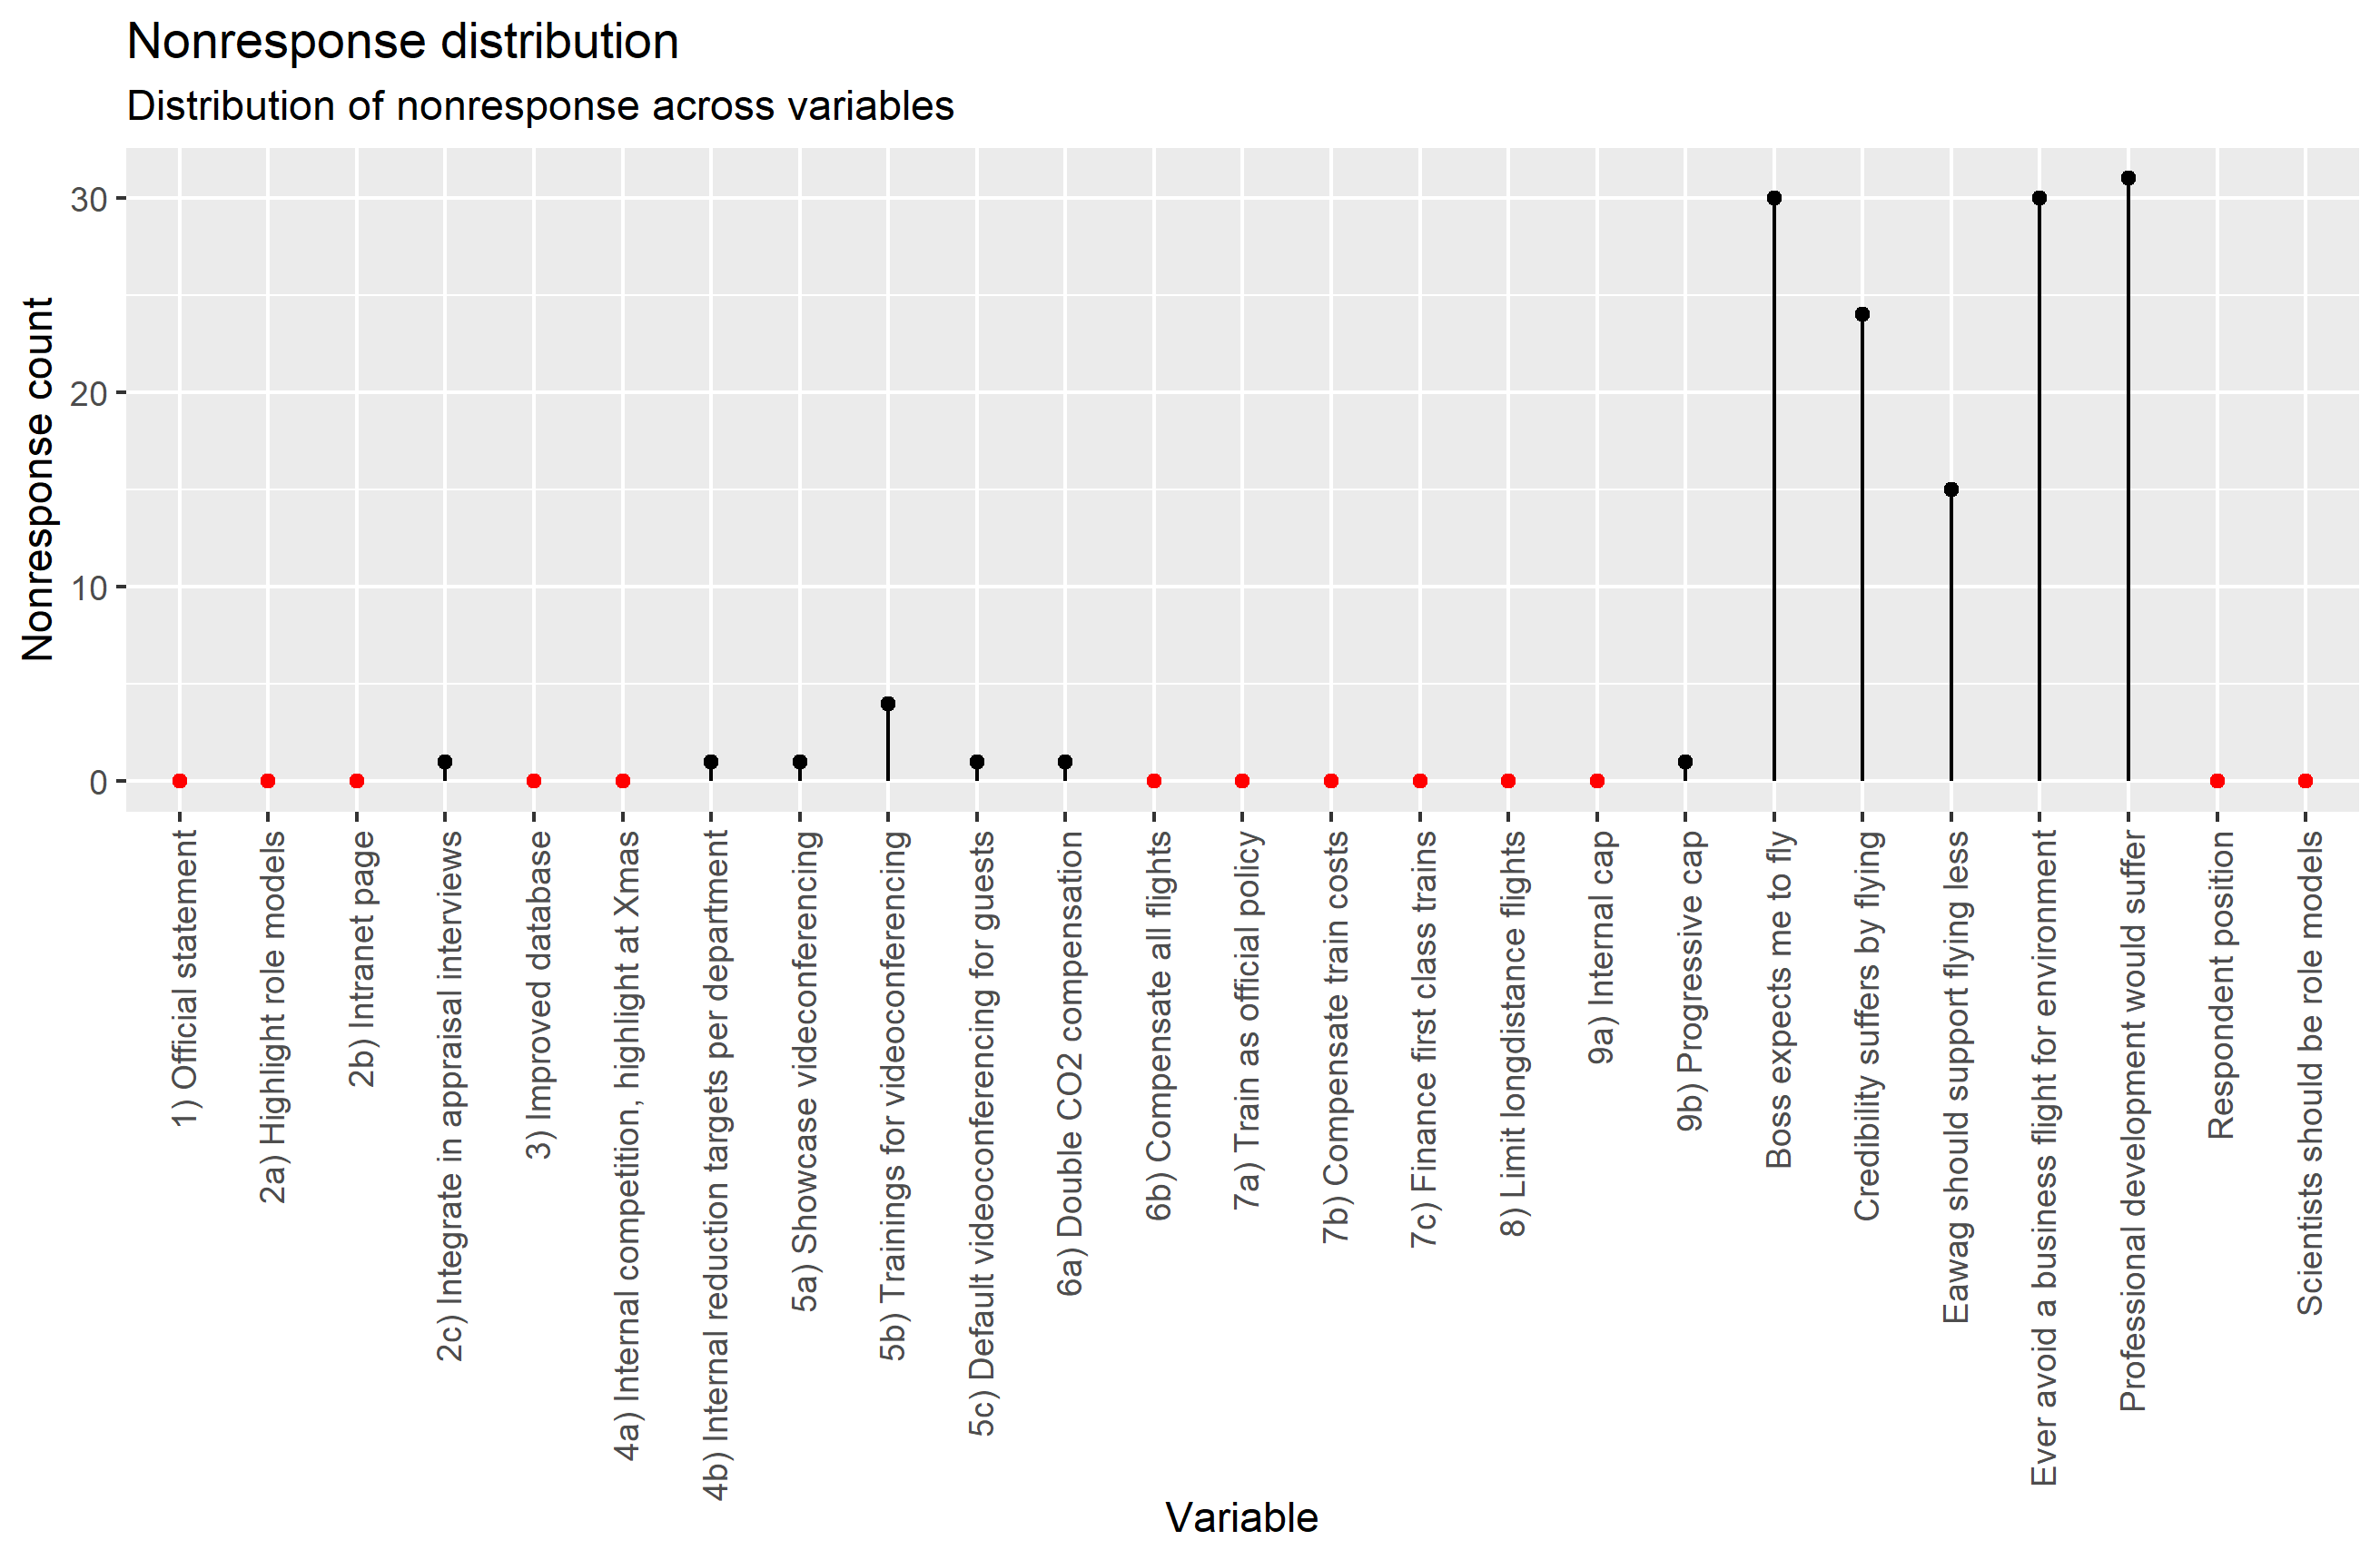 Nonresponse distribution
Distribution of nonresponse across variables
Nonresponse count
30
20
10
0
1) Official statement
2a) Highlight role models
2b) Intranet page
2c) Integrate in appraisal interviews
3) Improved database
4a) Internal competition, highlight at Xmas
4b) Internal reduction targets per department
5a) Showcase videconferencing
5b) Trainings for videoconferencing
5c) Default videoconferencing for guests
6a) Double CO2 compensation
6b) Compensate all flights
7a) Train as official policy
7b) Compensate train costs
7c) Finance first class trains
8) Limit longdistance flights
9a) Internal cap
9b) Progressive cap
Boss expects me to fly
Credibility suffers by flying
Eawag should support flying less
Ever avoid a business flight for environment
Professional development would suffer
Respondent position
Scientists should be role models
Variable